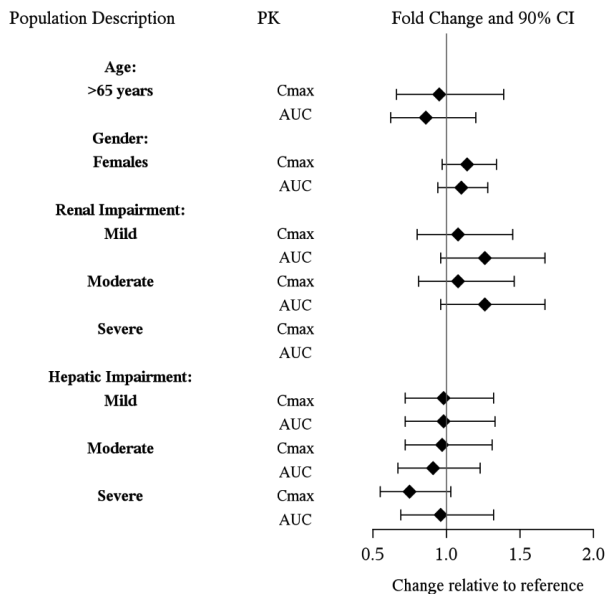 Population Description PK Fold Change and 90% CI
Age:
>65 years Cmax
AUC
Gender:
Females Cmax
AUC
Renal Impairment:
Mild Cmax
AUC
Moderate Cmax
AUC
Severe Cmax
AUC
Hepatic Impairment:
Mild Cmax
AUC
Moderate Cmax
AUC
Severe Cmax
AUC
0.5 1.0 1.5 2.0
Change relative to reference